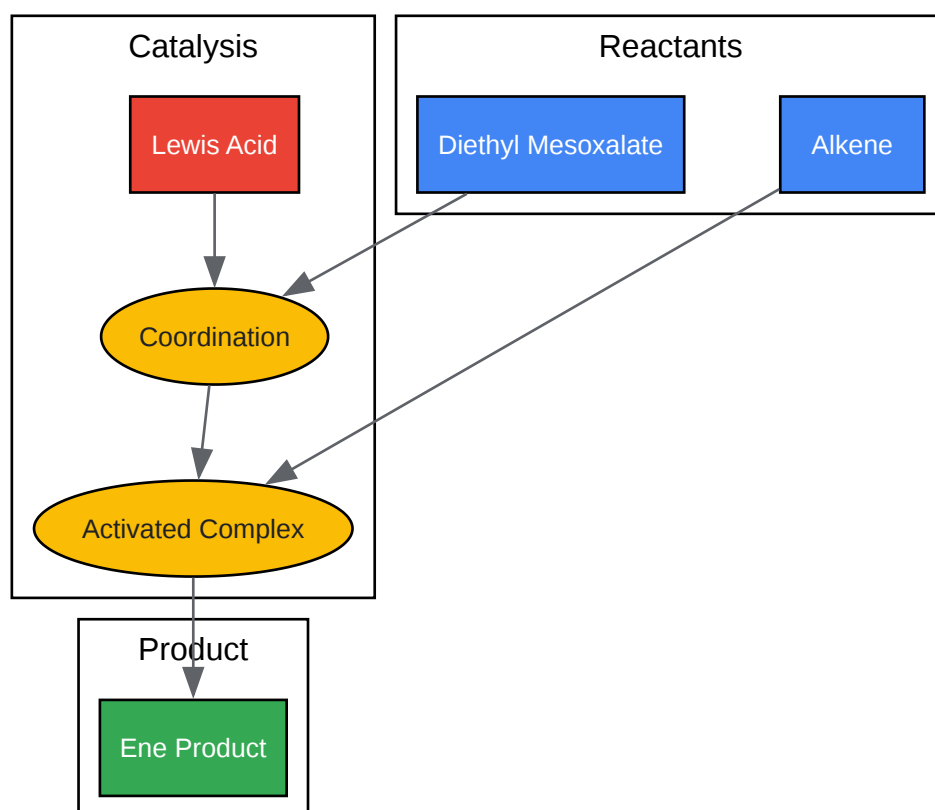 Catalysis
Reactants
Lewis Acid
Diethyl Mesoxalate
Alkene
Coordination
Activated Complex
Product
Ene Product